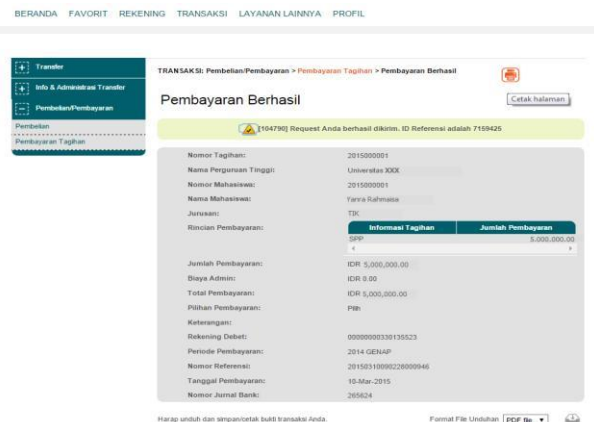 BERANDA FAVORIT REKENING TRANSAKSI LAYANAN LAINNYA PROFIL
Transfer
Info & Administrasi Transfer
Pembelian/Pembayaran
Pembelian
Pembayaran Tagihan
TRANSAKSI: Pembelian/Pembayaran > Pembayaran Tagihan > Pembayaran Berhasil
Pembayaran Berhasil
Cetak halaman
[104790] Request Anda berhasil dikirim. ID Referensi adalah 7159425
Nomor Tagihan: 2015000001
Nama Perguruan Tinggi: Universitas XXX
Nomor Mahasiswa: 2015000001
Nama Mahasiswa: Yanra Rahmaisa
Jurusan: TIK
Rincian Pembayaran: Informasi Tagihan Jumlah Pembayaran
SPP 5.000.000.00
Jumlah Pembayaran: IDR 5,000,000.00
Biaya Admin: IDR 0.00
Total Pembayaran: IDR 5,000,000.00
Pilihan Pembayaran: Pilih
Keterangan:
Rekening Debet: 00000000330135523
Periode Pembayaran: 2014 GENAP
Nomor Referensi: 20150310000228000946
Tanggal Pembayaran: 10-Mar-2015
Nomor Jurnal Bank: 265624
Harap unduh dan simpan/cetak bukti transaksi Anda. Format File Unduhan PDF file